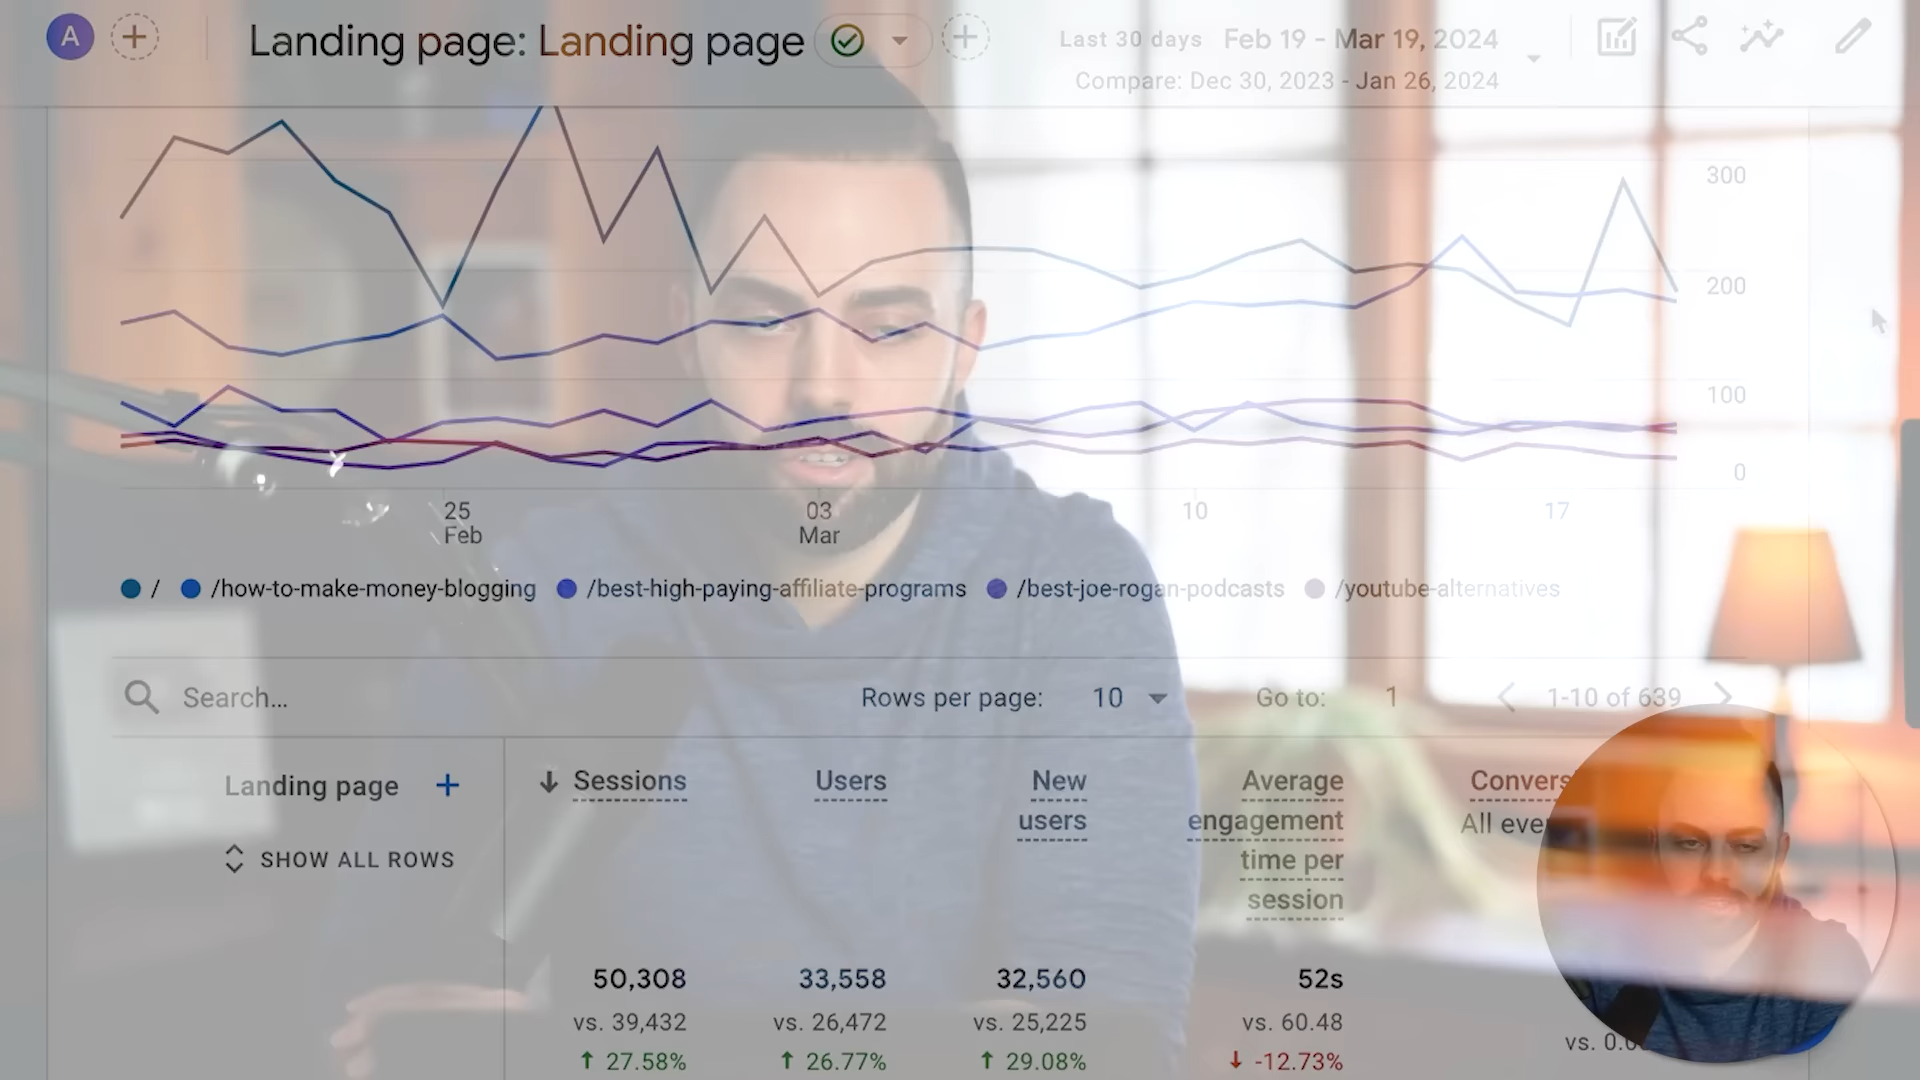 A
Landing page: Landing page
Last 30 days Feb 19 - Mar 19, 2024
Compare: Dec 30, 2023 - Jan 26, 2024
300
200
100
0
25 03 10 17
Feb Mar
/ /how-to-make-money-blogging /best-high-paying-affiliate-programs /best-joe-rogan-podcasts /youtube-alternatives
Search... Rows per page: 10 Go to: 1 1-10 of 639
Landing page + Sessions Users New users Average engagement time per session
All
SHOW ALL ROWS
50,308 33,558 32,560 52s
vs. 39,432 vs. 26,472 vs. 25,225 vs. 60.48 vs.
27.58% 26.77% 29.08% -12.73%